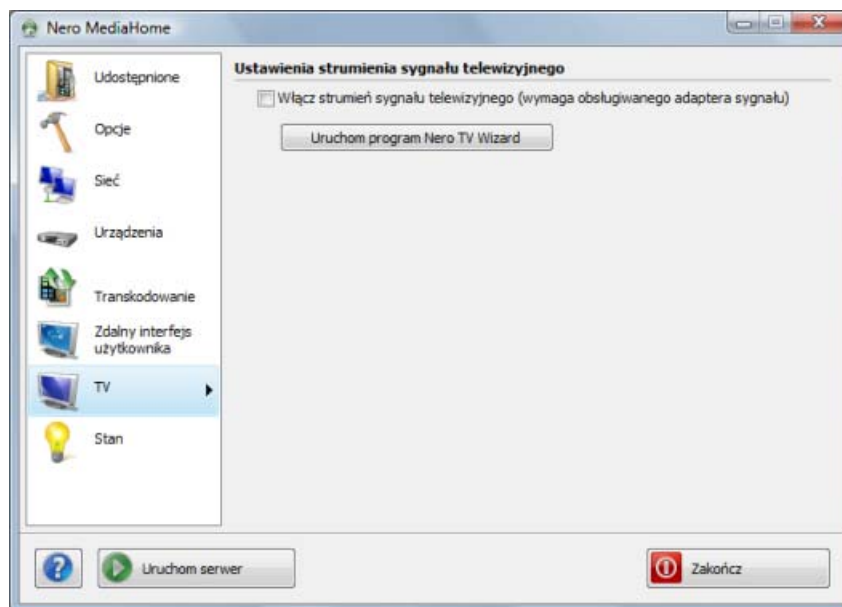 Nero MediaHome
Udostępnione
Opcje
Sieć
Urządzenia
Transkodowanie
Zdalny interfejs
użytkownika
TV
Stan
Ustawienia strumienia sygnału telewizyjnego
Włącz strumień sygnału telewizyjnego (wymaga obsługiwanego adaptera sygnału)
Uruchom program Nero TV Wizard
?
Uruchom serwer
Zakończ